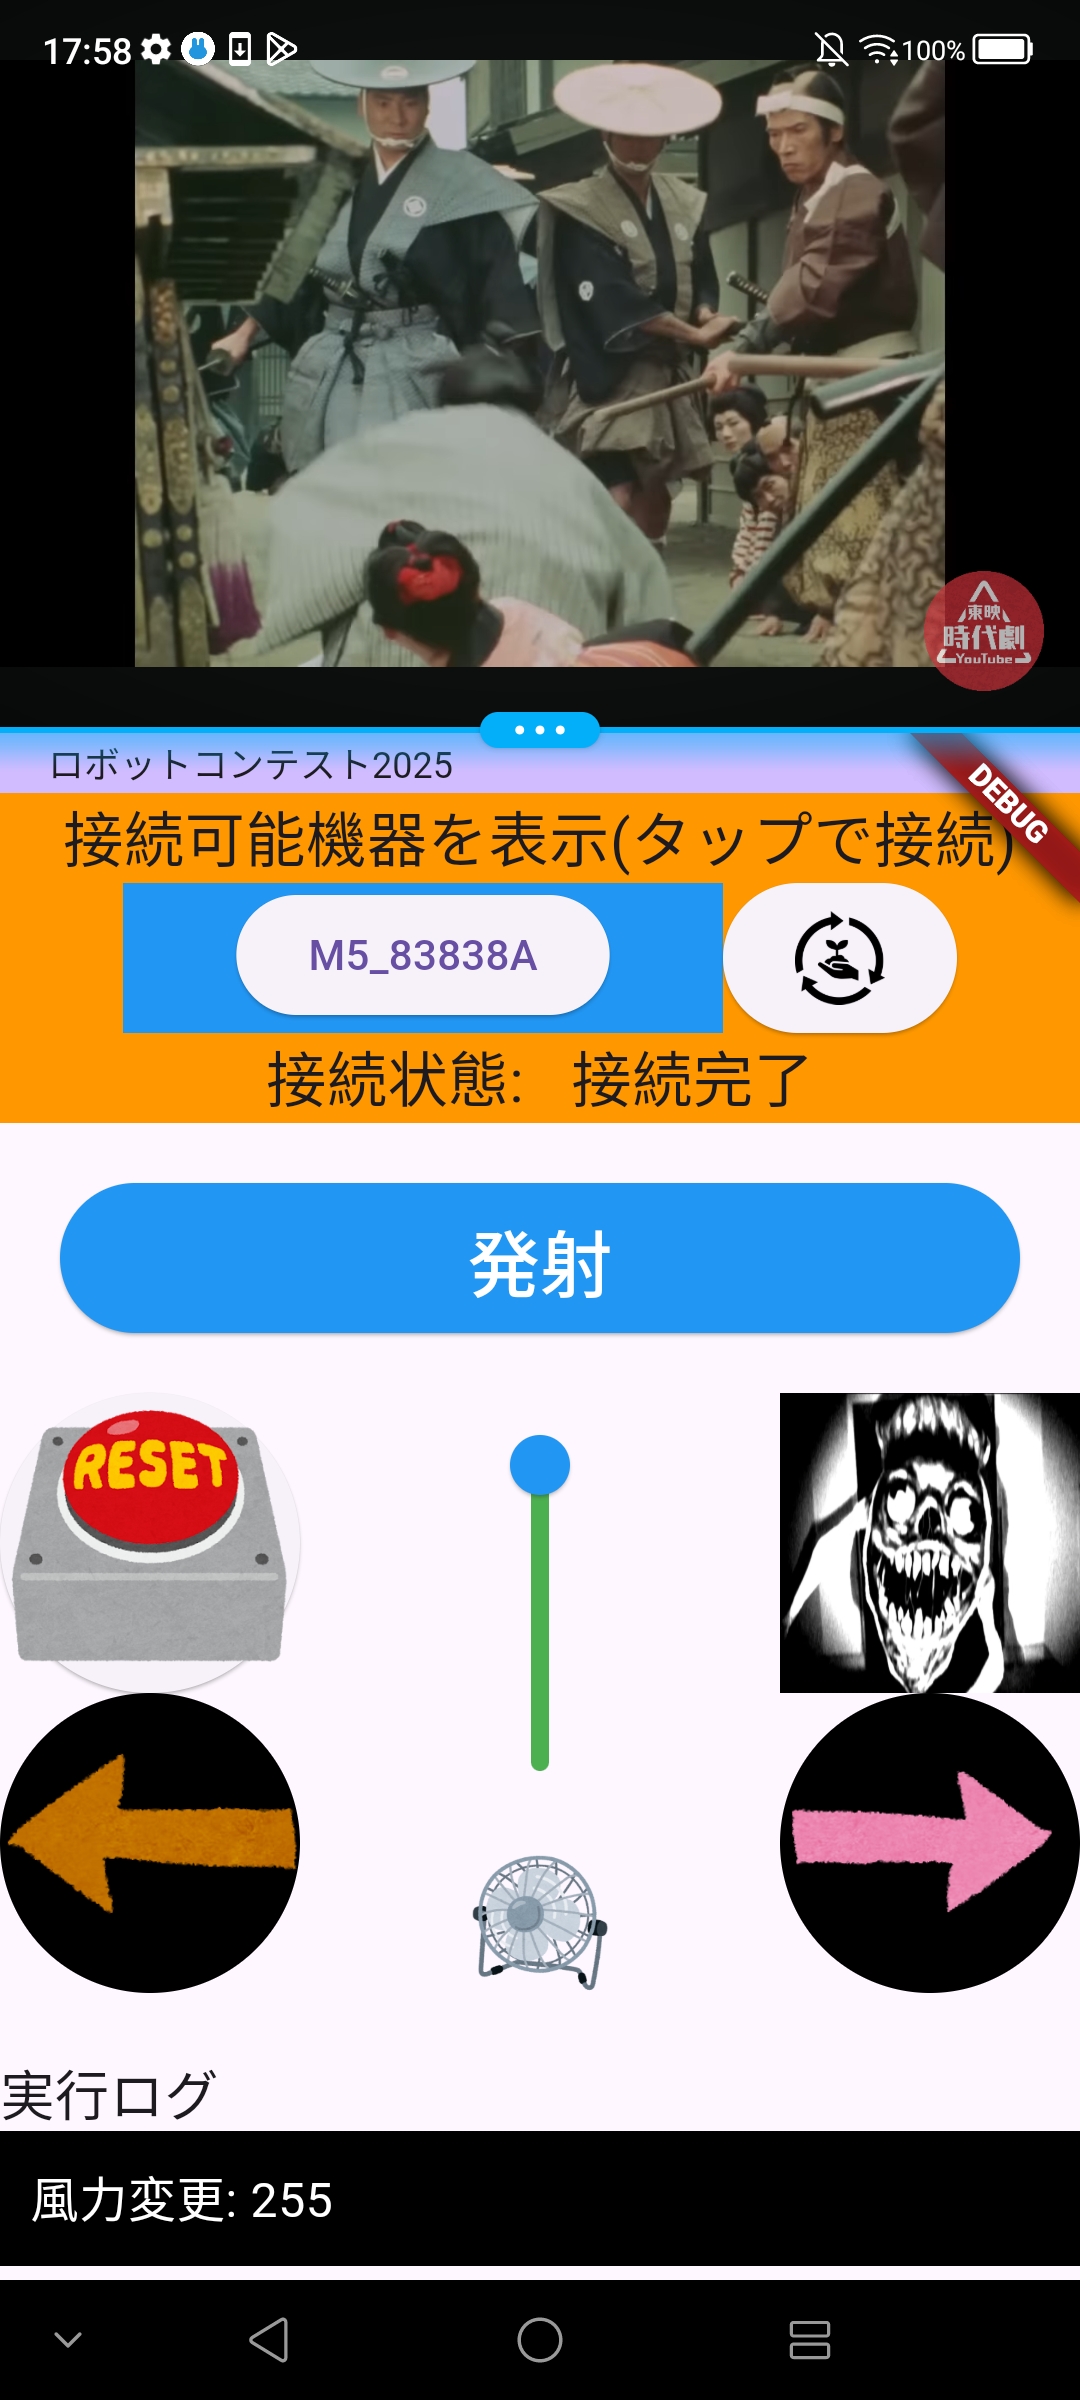 17:58
100%
東映
時代劇
YouTube
ロボットコンテスト2025
DEBUG
接続可能機器を表示(タップで接続)
M5_83838A
接続状態: 接続完了
発射
RESET
実行ログ
風力変更: 255